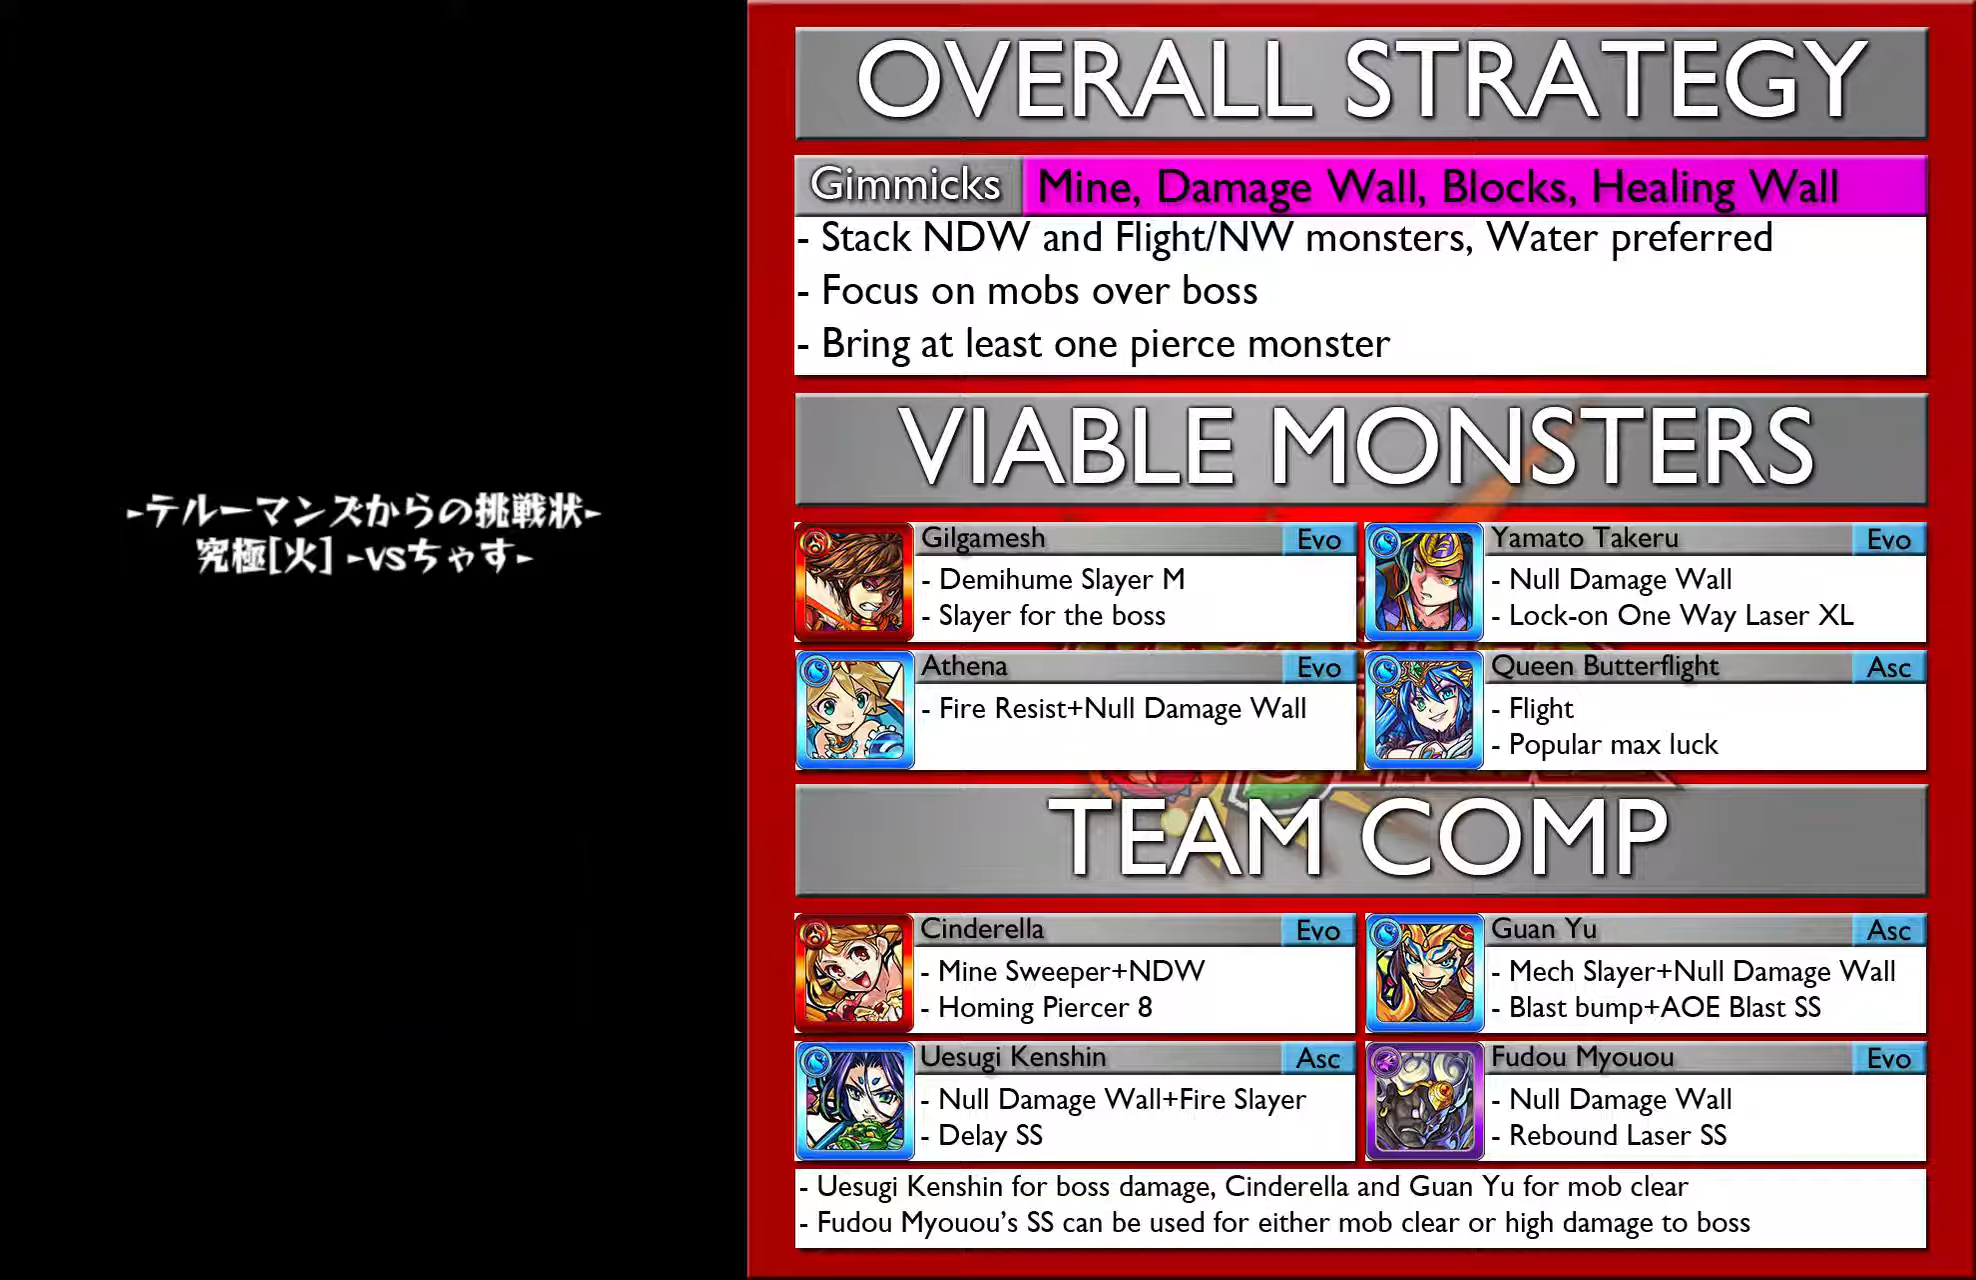 -テルーマンズからの挑戦状-
究極[火] -vsちゃす-
OVERALL STRATEGY
Gimmicks
Mine, Damage Wall, Blocks, Healing Wall
- Stack NDW and Flight/NW monsters, Water preferred
- Focus on mobs over boss
- Bring at least one pierce monster
VIABLE MONSTERS
Gilgamesh
Evo
- Demihume Slayer M
- Slayer for the boss
Yamato Takeru
Evo
- Null Damage Wall
- Lock-on One Way Laser XL
Athena
Evo
- Fire Resist+Null Damage Wall
Queen Butterflight
Asc
- Flight
- Popular max luck
TEAM COMP
Cinderella
Evo
- Mine Sweeper+NDW
- Homing Piercer 8
Guan Yu
Asc
- Mech Slayer+Null Damage Wall
- Blast bump+AOE Blast SS
Uesugi Kenshin
Asc
- Null Damage Wall+Fire Slayer
- Delay SS
Fudou Myouou
Evo
- Null Damage Wall
- Rebound Laser SS
- Uesugi Kenshin for boss damage, Cinderella and Guan Yu for mob clear
- Fudou Myouou's SS can be used for either mob clear or high damage to boss